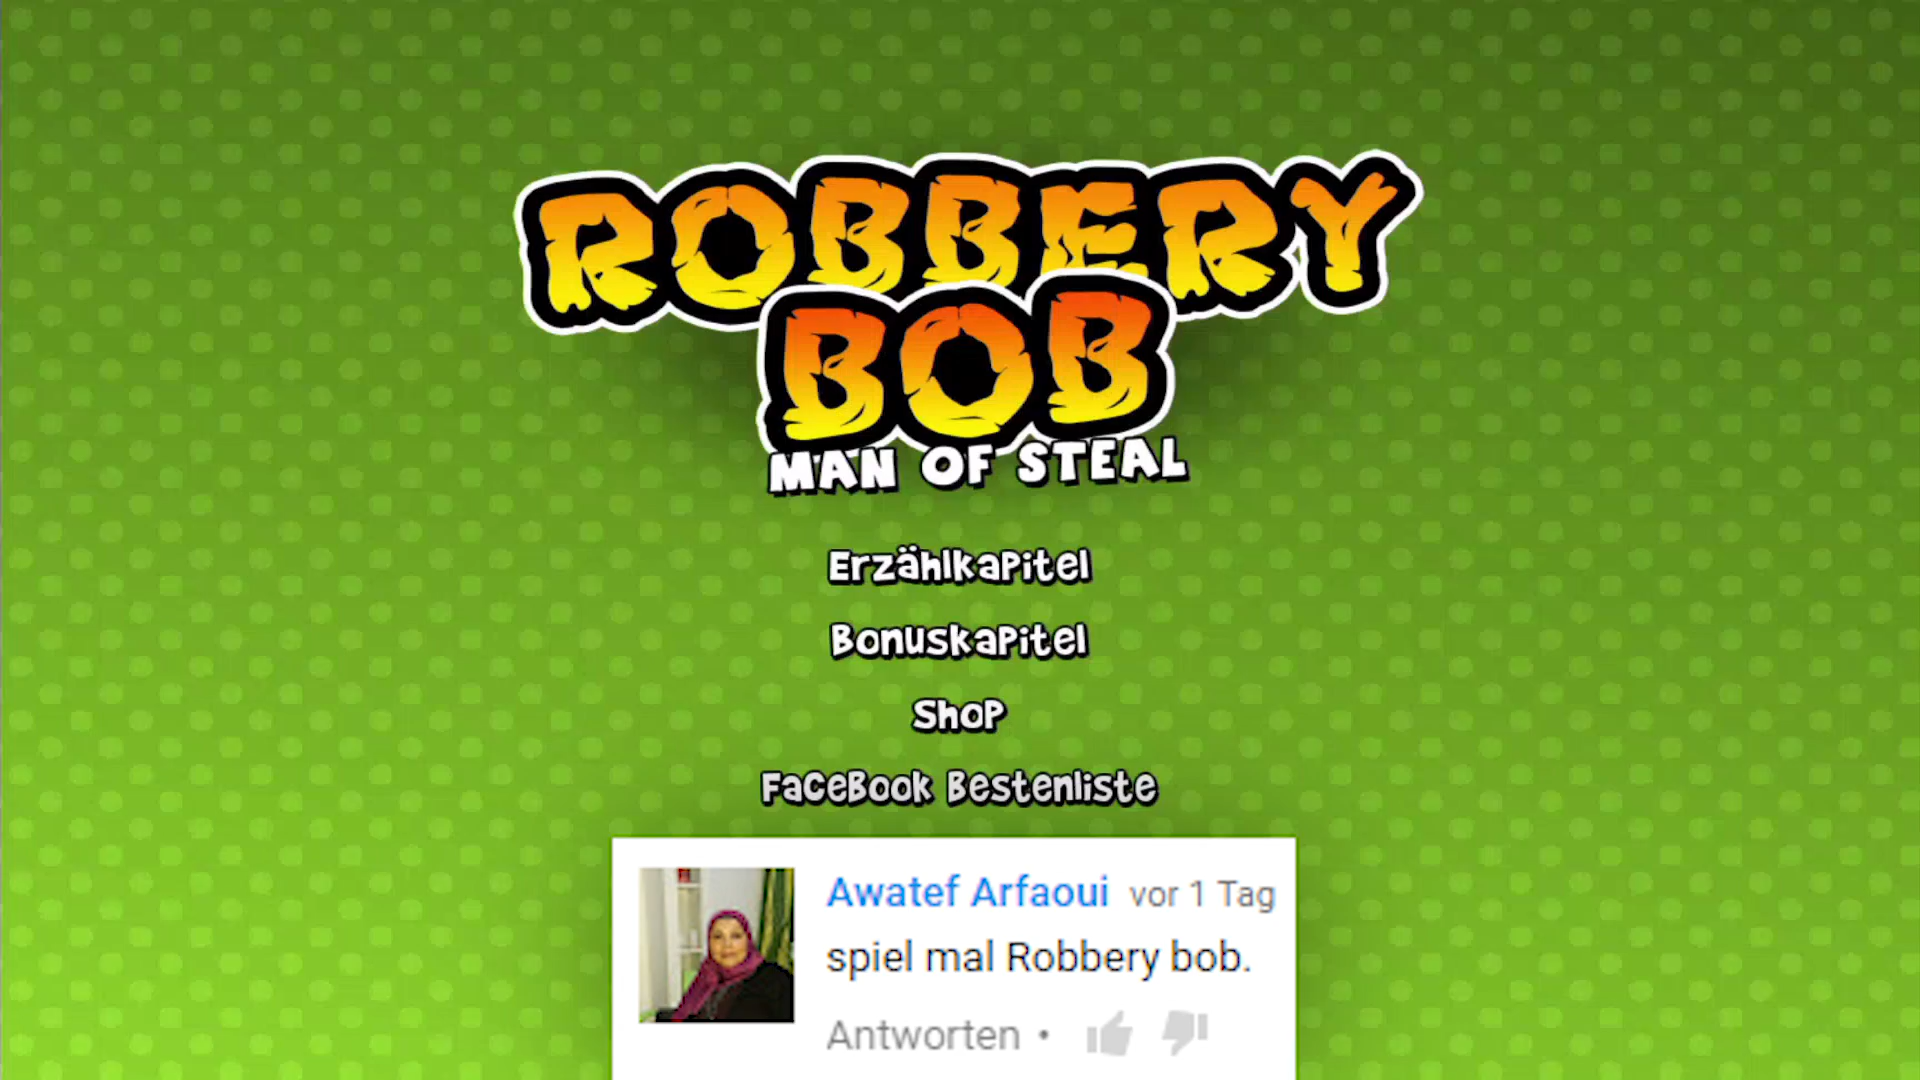 ROBBERY
BOB
MAN OF STEAL
Erzählkapitel
Bonuskapitel
Shop
Facebook Bestenliste
Awatef Arfaoui vor 1 Tag
spiel mal Robbery bob.
Antworten •